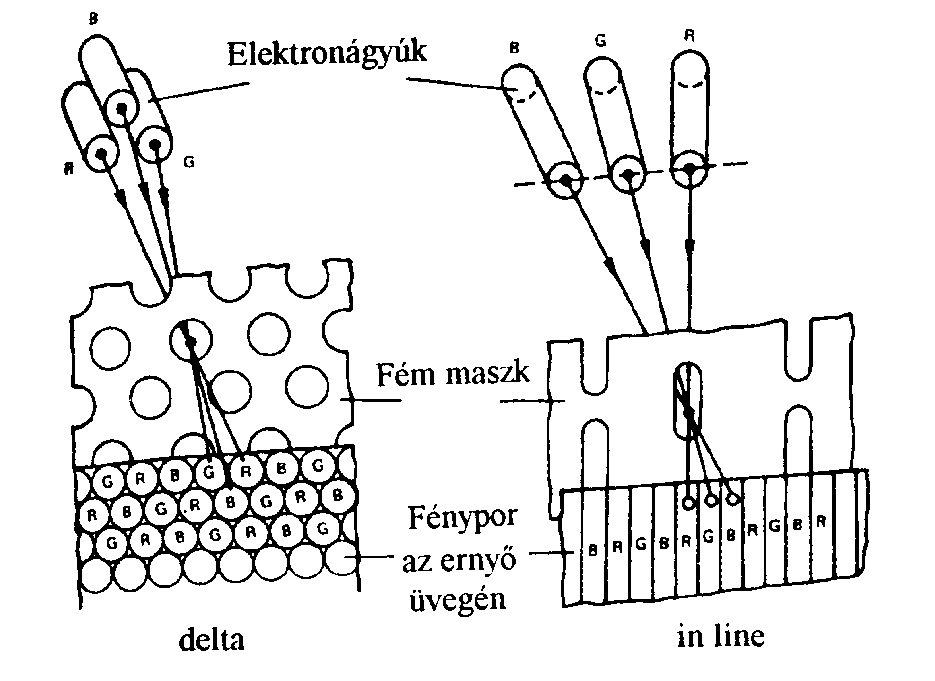 B
Elektronágyúk
B G R
R G
Fém maszk
G R B G R B G
R B G R B G R B
G R B G R B G
B R G B R G B R G B R
Fénypor
az ernyő
üvegén
delta
in line